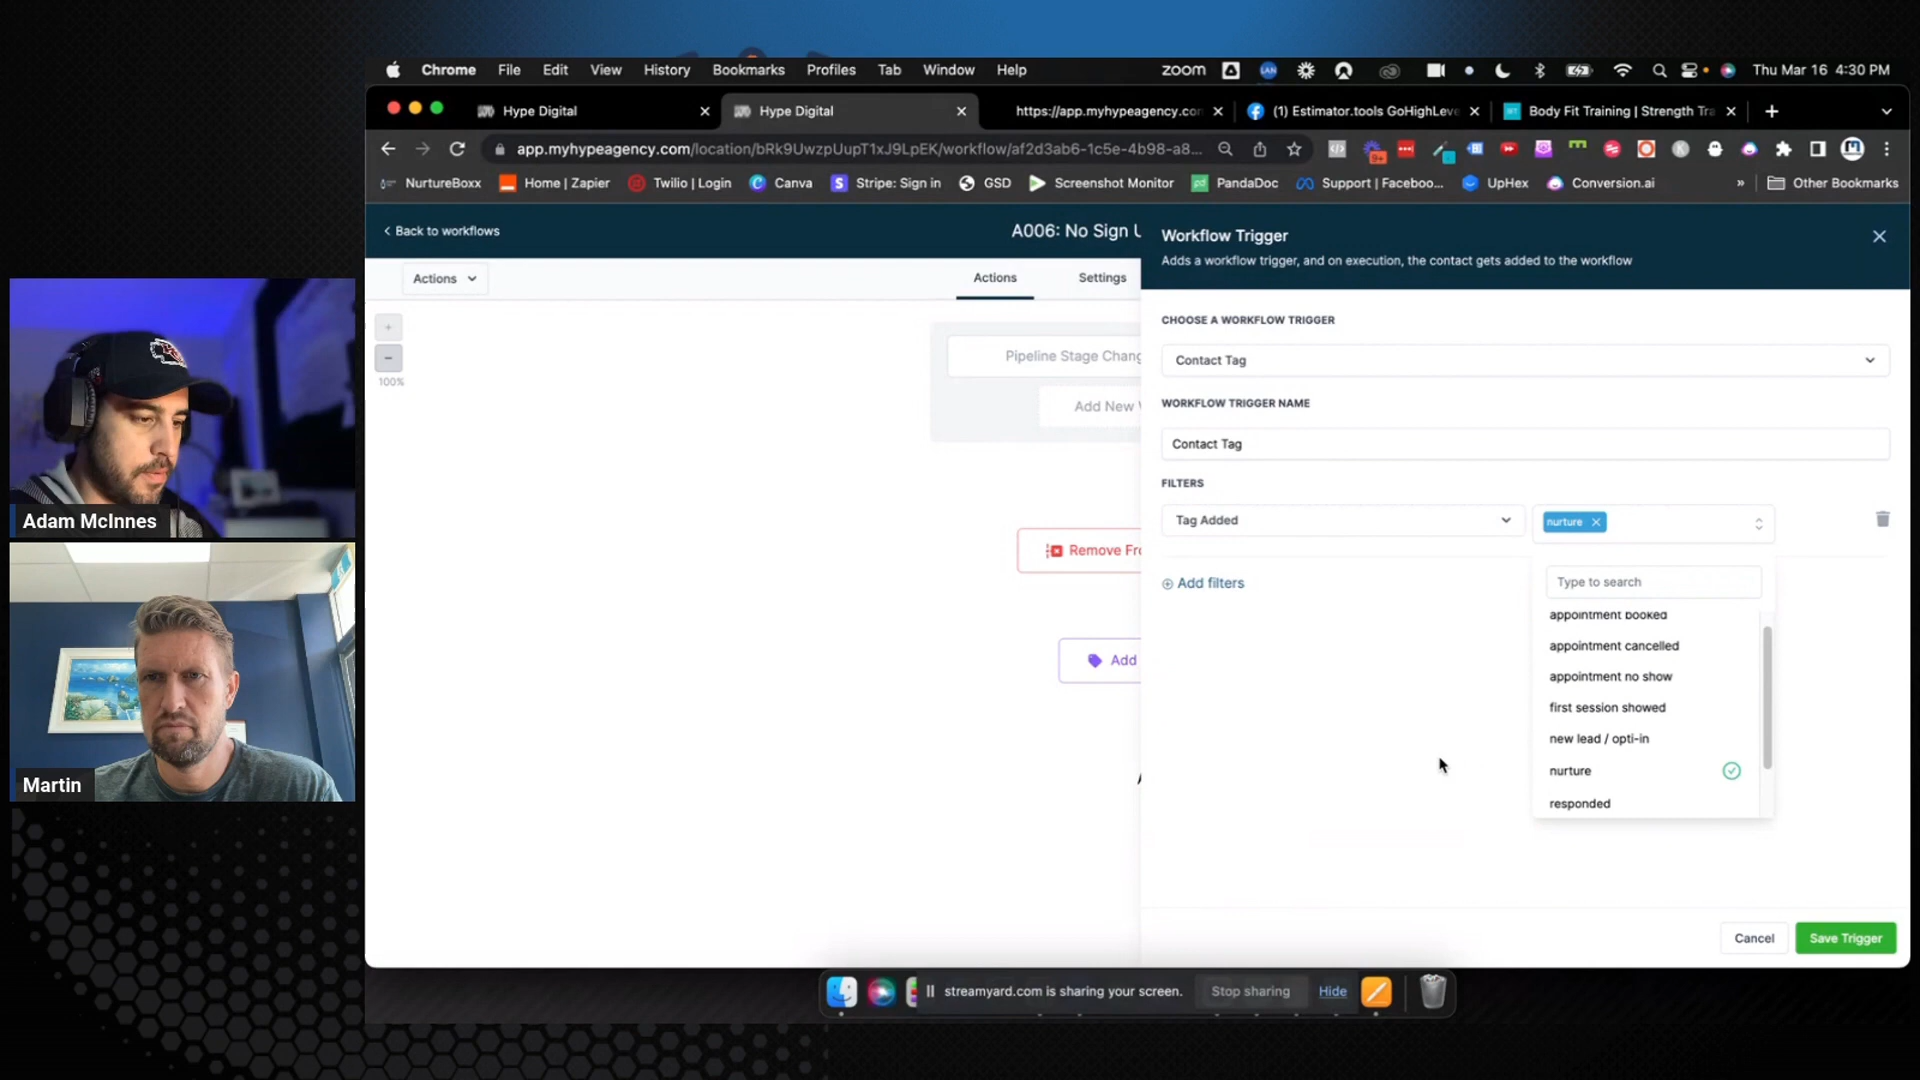 Chrome File Edit View History Bookmarks Profiles Tab Window Help zoom LAN Thu Mar 16 4:30 PM
Hype Digital Hype Digital https://app.myhypeagency.con (1) Estimator.tools GoHighLeve Body Fit Training | Strength Tra
app.myhypeagency.com/location/bRk9UwzpUupT1xJ9LpEK/workflow/af2d3ab6-1c5e-4b98-a8... 9+
NurtureBoxx Home | Zapier Twilio | Login Canva Stripe: Sign in GSD Screenshot Monitor PandaDoc Support | Faceboo... UpHex Conversion.ai » Other Bookmarks
Back to workflows
A006: No Sign U
Actions
Actions Settings
100%
Pipeline Stage Chang
Add New
Remove Fro
Add
Workflow Trigger
Adds a workflow trigger, and on execution, the contact gets added to the workflow
CHOOSE A WORKFLOW TRIGGER
Contact Tag
WORKFLOW TRIGGER NAME
Contact Tag
FILTERS
Tag Added
nurture
Add filters
Type to search
appointment booked
appointment cancelled
appointment no show
first session showed
new lead / opti-in
nurture
responded
Cancel Save Trigger
streamyard.com is sharing your screen. Stop sharing Hide
Adam McInnes
Martin